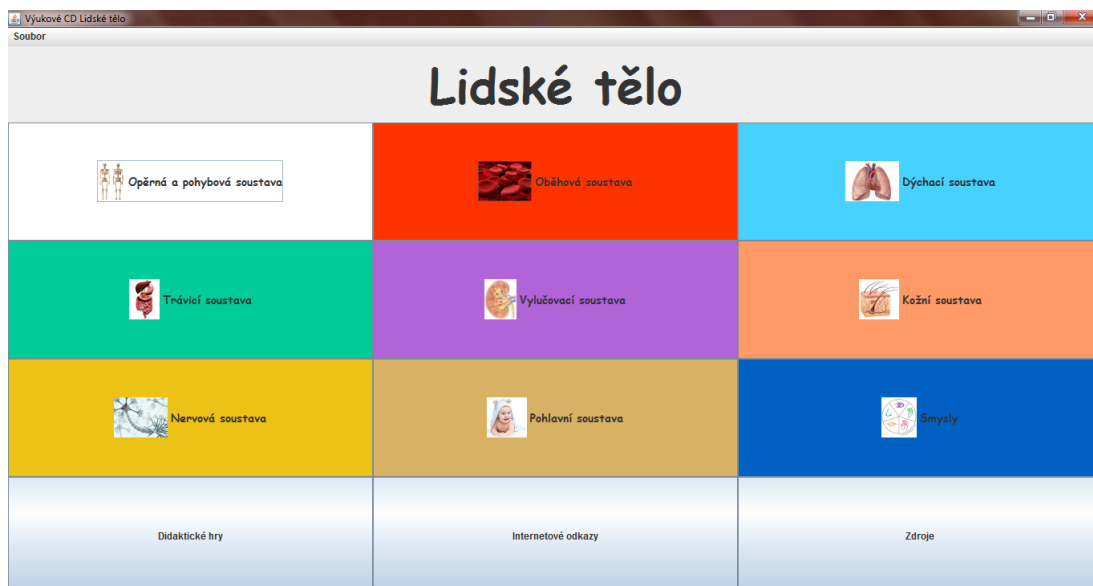 Výukové CD Lidské tělo
Soubor
Lidské tělo
Opěrná a pohybová soustava
Oběhová soustava
Dýchací soustava
Trávicí soustava
Vylučovací soustava
Kožní soustava
Nervová soustava
Pohlavní soustava
Smysly
Didaktické hry
Internetové odkazy
Zdroje